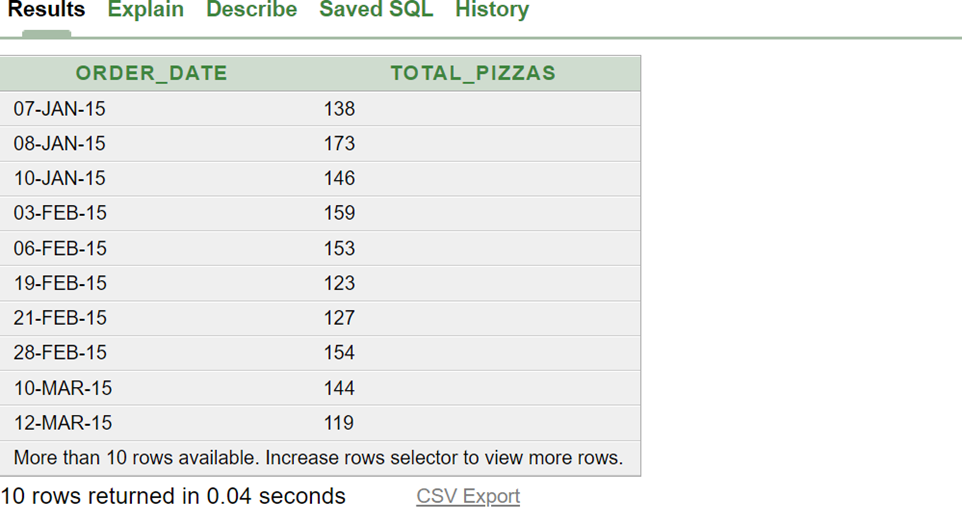 Results Explain Describe Saved SQL History
ORDER_DATE TOTAL_PIZZAS
07-JAN-15 138
08-JAN-15 173
10-JAN-15 146
03-FEB-15 159
06-FEB-15 153
19-FEB-15 123
21-FEB-15 127
28-FEB-15 154
10-MAR-15 144
12-MAR-15 119
More than 10 rows available. Increase rows selector to view more rows.
10 rows returned in 0.04 seconds CSV Export